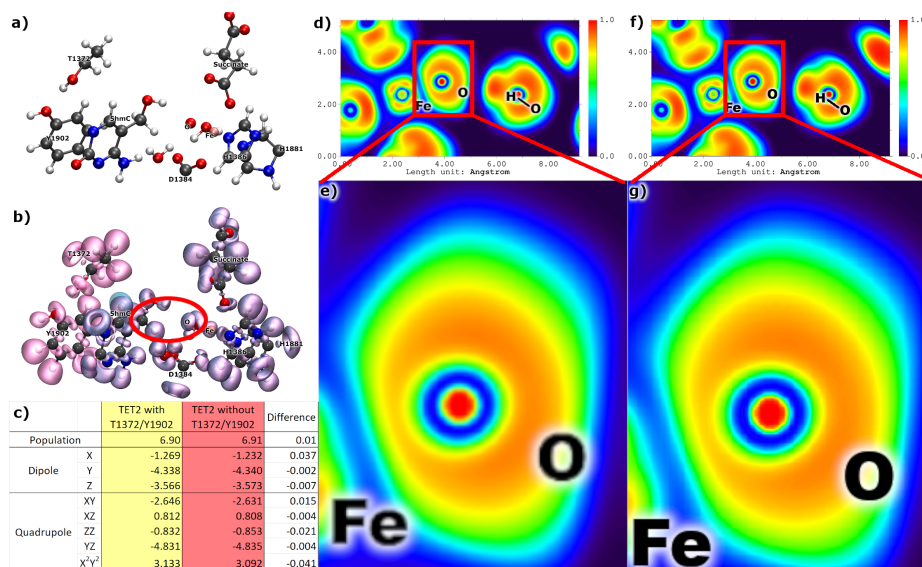 a)
T1372
Succinate
5hmC
O
Fe
Y1902
H1386
H1881
D1384
b)
T1372
Succinate
5hmC
O
Fe
Y1902
H1386
H1881
D1384
c)
TET2 with T1372/Y1902 TET2 without T1372/Y1902 Difference
Population 6.90 6.91 0.01
Dipole X -1.269 -1.232 0.037
Y -4.338 -4.340 -0.002
Z -3.566 -3.573 -0.007
Quadrupole XY -2.646 -2.631 0.015
XZ 0.812 0.808 -0.004
ZZ -0.832 -0.853 -0.021
YZ -4.831 -4.835 -0.004
X²Y² 3.133 3.092 -0.041
d)
4.00
2.00
0.00
0.00 2.00 4.00 6.00 8.00
Length unit: Angstrom
1.0
0.0
Fe
O
H
O
f)
4.00
2.00
0.00
0.00 2.00 4.00 6.00 8.00
Length unit: Angstrom
1.0
0.0
Fe
O
H
O
e)
O
Fe
g)
O
Fe